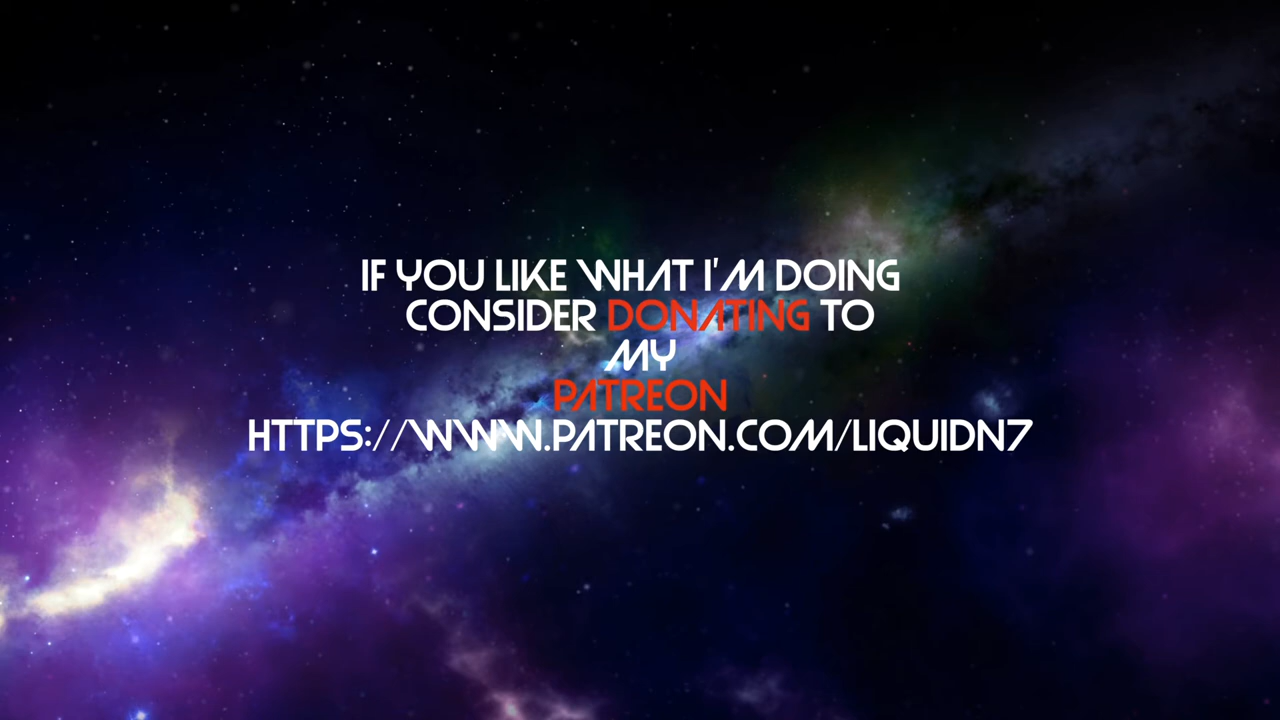 IF YOU LIKE WHAT I'M DOING
CONSIDER DONATING TO
MY
PATREON
HTTPS://WWW.PATREON.COM/LIQUIDN7